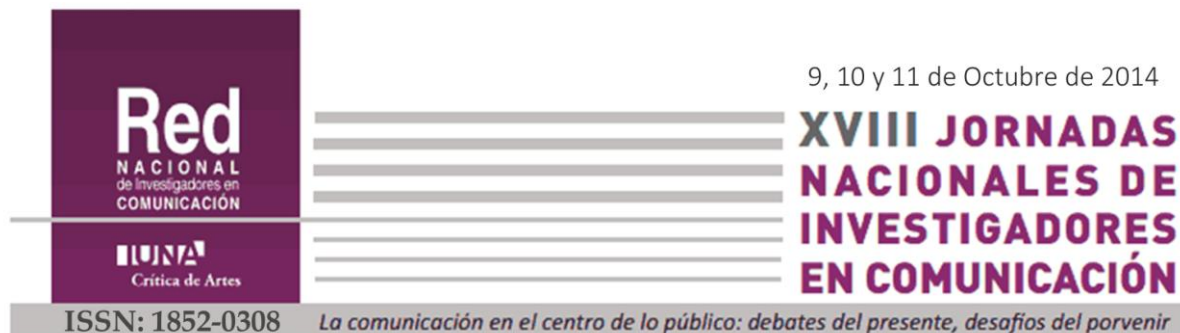 Red
NACIONAL
de Investigadores en
COMUNICACIÓN
IUNA
Crítica de Artes
9, 10 y 11 de Octubre de 2014
XVIII JORNADAS
NACIONALES DE
INVESTIGADORES
EN COMUNICACIÓN
ISSN: 1852-0308
La comunicación en el centro de lo público: debates del presente, desafíos del porvenir